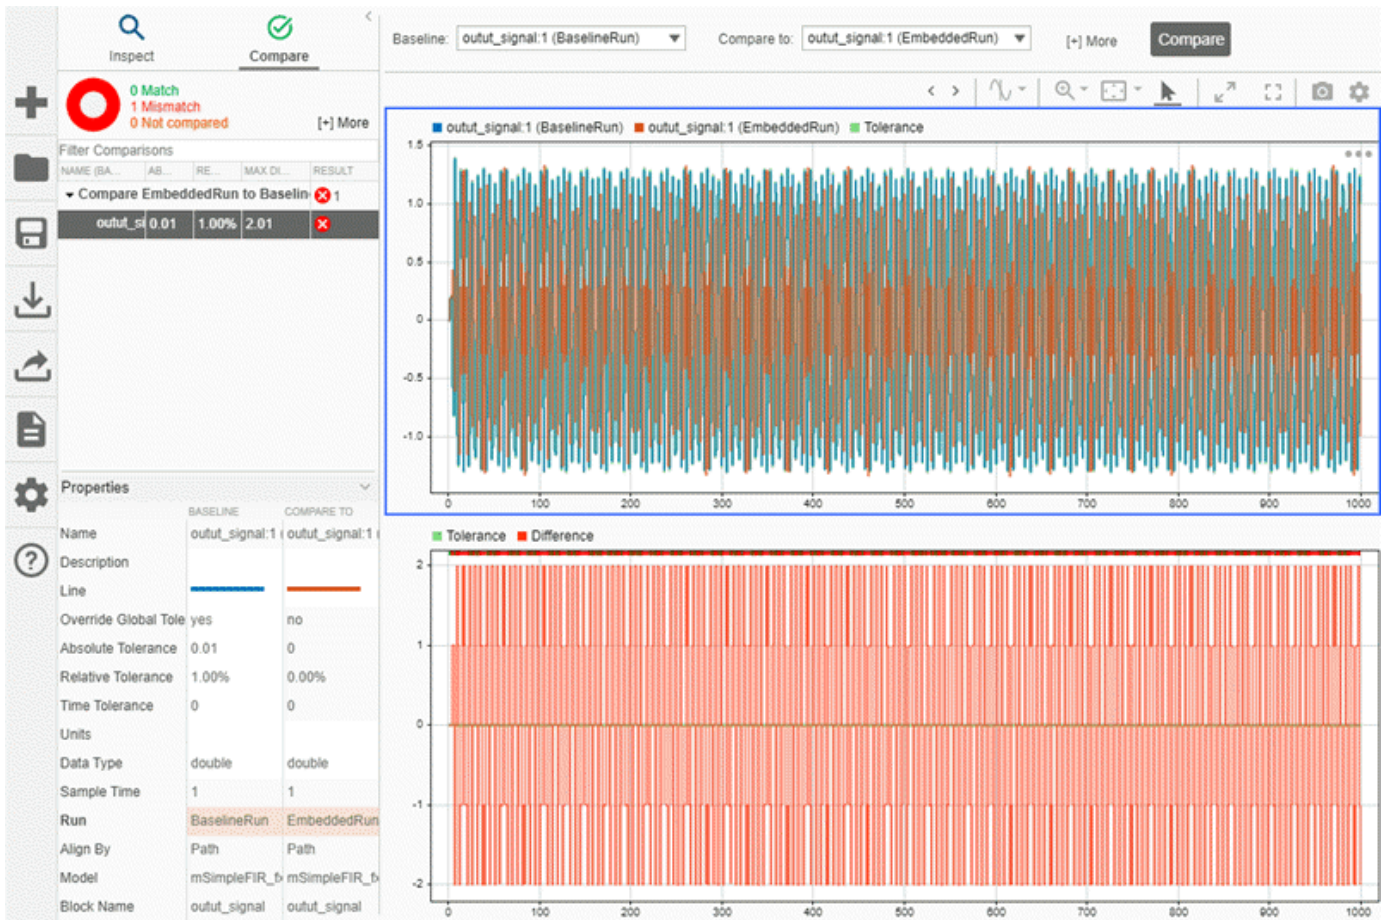 Inspect
Compare
Baseline: outut_signal:1 (BaselineRun)
Compare to: outut_signal:1 (EmbeddedRun)
[+] More
Compare
0 Match
1 Mismatch
0 Not compared
[+] More
Filter Comparisons
NAME (BA... AB... RE... MAX DI... RESULT
Compare EmbeddedRun to Baselin 1
outut_si 0.01 1.00% 2.01
Properties
BASELINE COMPARE TO
Name outut_signal:1 ( outut_signal:1 (
Description
Line
Override Global Tole yes no
Absolute Tolerance 0.01 0
Relative Tolerance 1.00% 0.00%
Time Tolerance 0 0
Units
Data Type double double
Sample Time 1 1
Run BaselineRun EmbeddedRun
Align By Path Path
Model mSimpleFIR_fx mSimpleFIR_fx
Block Name outut_signal outut_signal
outut_signal:1 (BaselineRun) outut_signal:1 (EmbeddedRun) Tolerance
1.5
1.0
0.5
0
-0.5
-1.0
0 100 200 300 400 500 600 700 800 900 1000
Tolerance Difference
2
1
0
-1
-2
0 100 200 300 400 500 600 700 800 900 1000